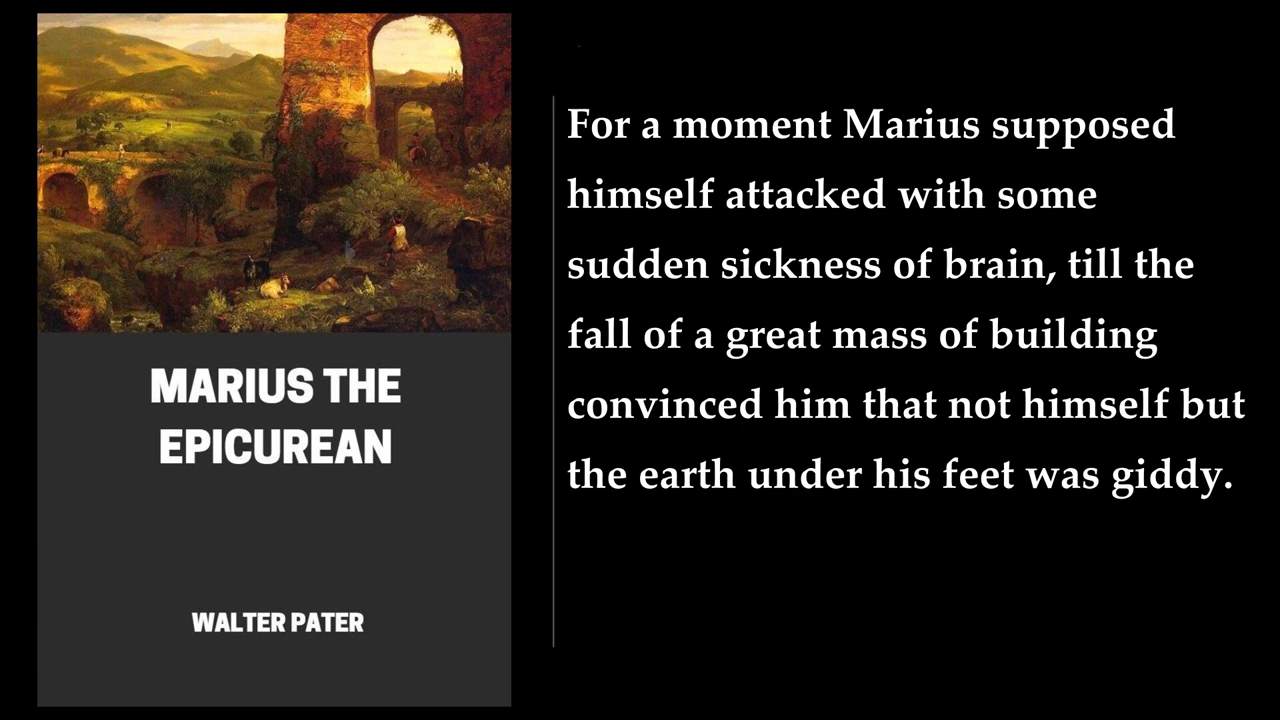 MARIUS THE
EPICUREAN
WALTER PATER
For a moment Marius supposed
himself attacked with some
sudden sickness of brain, till the
fall of a great mass of building
convinced him that not himself but
the earth under his feet was giddy.